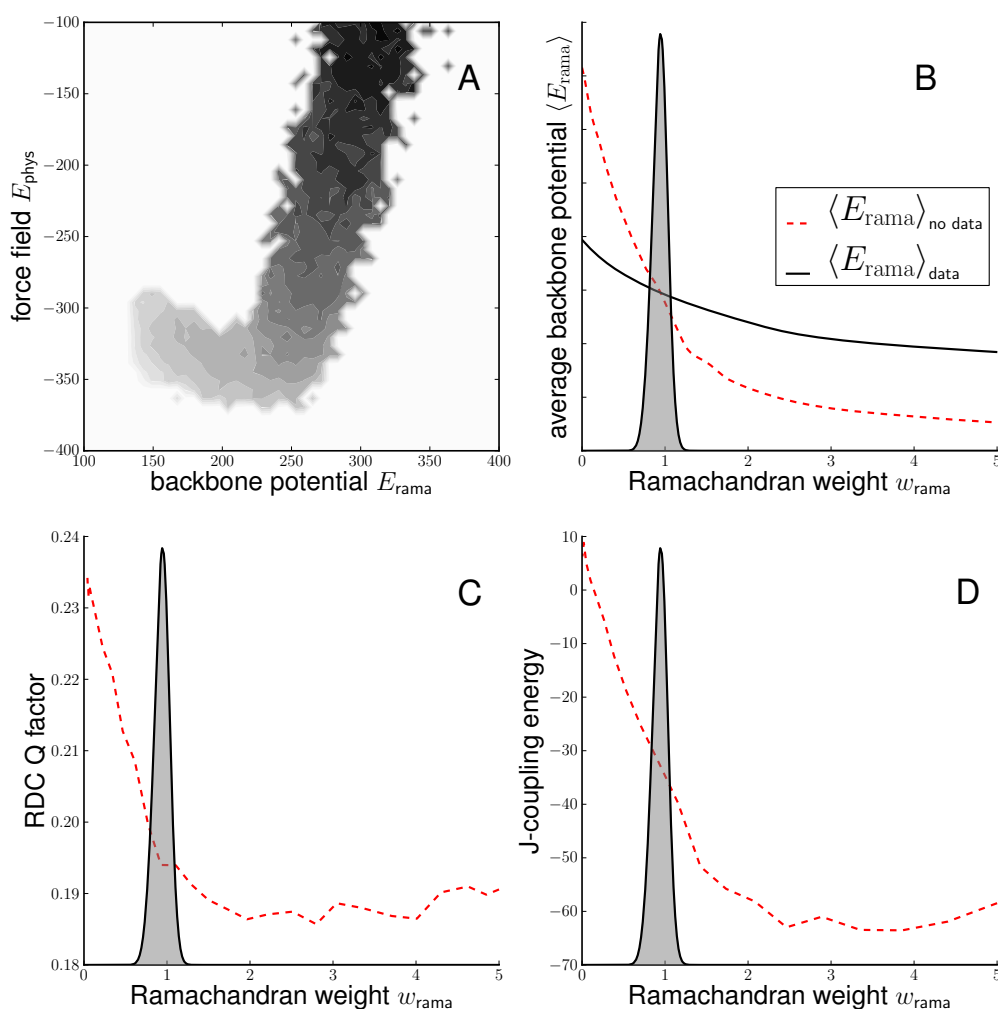 A
−100
−150
−200
−250
−300
−350
−400
force field E_phys
100 150 200 250 300 350 400
backbone potential E_rama
B
average backbone potential ⟨E_rama⟩
⟨E_rama⟩ no data
⟨E_rama⟩ data
0 1 2 3 4 5
Ramachandran weight w_rama
C
0.24
0.23
0.22
0.21
0.20
0.19
0.18
RDC Q factor
0 1 2 3 4 5
Ramachandran weight w_rama
D
10
0
−10
−20
−30
−40
−50
−60
−70
J-coupling energy
0 1 2 3 4 5
Ramachandran weight w_rama